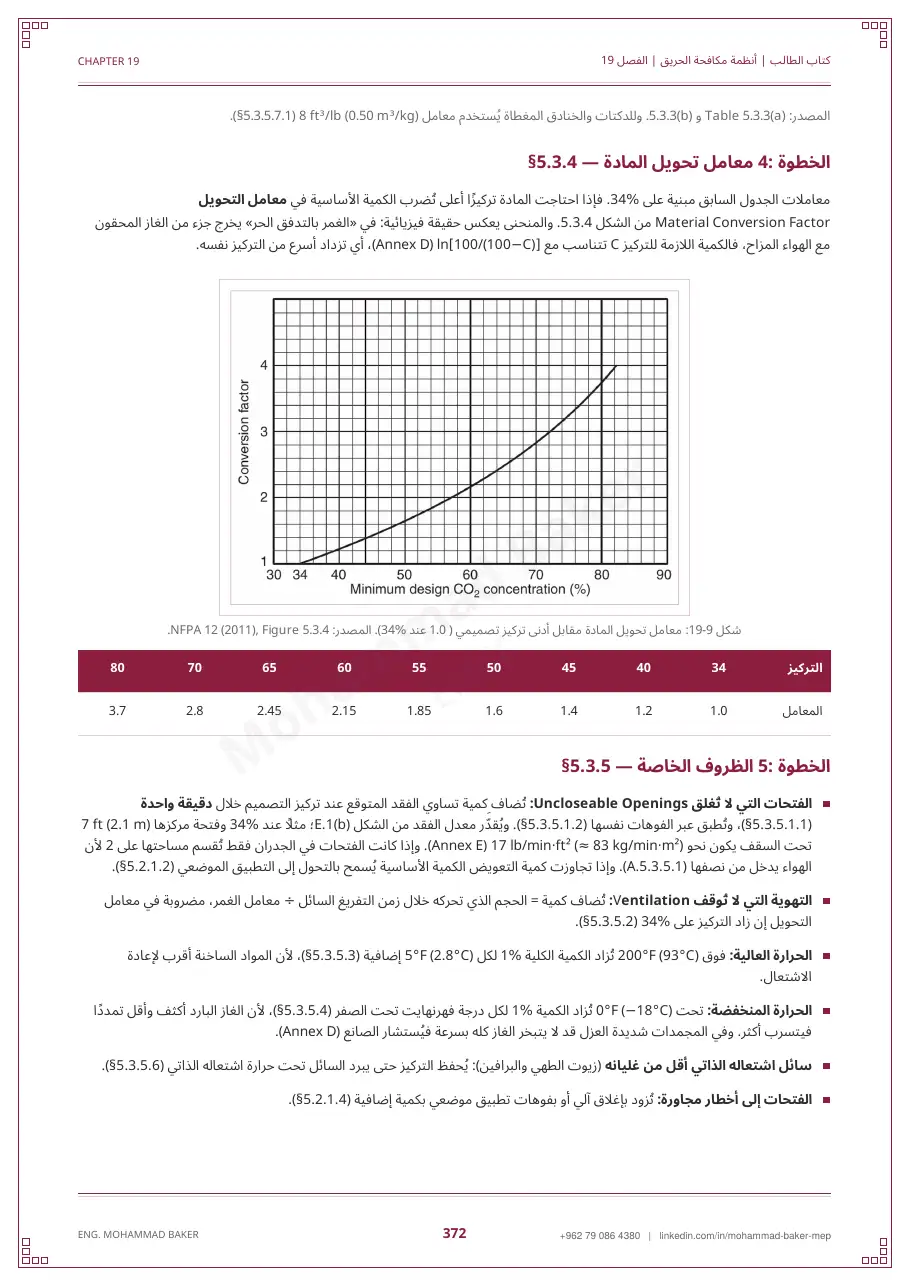 كتاب الطالب | أنظمة مكافحة الحريق | الفصل 19
CHAPTER 19
المصدر: Table 5.3.3(a) و 5.3.3(b). وللدكتات والخنادق المغطاة يُستخدم معامل 8 ft³/lb (0.50 m³/kg) (§5.3.5.7.1).
الخطوة 4: معامل تحويل المادة — §5.3.4
معاملات الجدول السابق مبنية على 34%. فإذا احتاجت المادة تركيزًا أعلى تُضرب الكمية الأساسية في معامل التحويل
Material Conversion Factor من الشكل 5.3.4. والمنحنى يعكس حقيقة فيزيائية: في «الغمر بالتدفق الحر» يخرج جزء من الغاز المحقون
مع الهواء المزاح، فالكمية اللازمة للتركيز C تتناسب مع ln[100/(100−C)] (Annex D)، أي تزداد أسرع من التركيز نفسه.
Conversion factor
4
3
2
1
30 34 40 50 60 70 80 90
Minimum design CO₂ concentration (%)
شكل 9-19: معامل تحويل المادة مقابل أدنى تركيز تصميمي ( 1.0 عند 34%). المصدر: NFPA 12 (2011), Figure 5.3.4.
التركيز 34 40 45 50 55 60 65 70 80
المعامل 1.0 1.2 1.4 1.6 1.85 2.15 2.45 2.8 3.7
الخطوة 5: الظروف الخاصة — §5.3.5
الفتحات التي لا تُغلق Uncloseable Openings: تُضاف كمية تساوي الفقد المتوقع عند تركيز التصميم خلال دقيقة واحدة
(§5.3.5.1.1)، وتُطبق عبر الفوهات نفسها (§5.3.5.1.2). ويُقدَّر معدل الفقد من الشكل E.1(b)؛ مثلًا عند 34% وفتحة مركزها 7 ft (2.1 m)
تحت السقف يكون نحو 17 lb/min·ft² (≈ 83 kg/min·m²) (Annex E). وإذا كانت الفتحات في الجدران فقط تُقسم مساحتها على 2 لأن
الهواء يدخل من نصفها (A.5.3.5.1). وإذا تجاوزت كمية التعويض الكمية الأساسية يُسمح بالتحول إلى التطبيق الموضعي (§5.2.1.2).
التهوية التي لا تُوقف Ventilation: تُضاف كمية = الحجم الذي تحركه خلال زمن التفريغ السائل ÷ معامل الغمر، مضروبة في معامل
التحويل إن زاد التركيز على 34% (§5.3.5.2).
الحرارة العالية: فوق 200°F (93°C) تُزاد الكمية الكلية 1% لكل 5°F (2.8°C) إضافية (§5.3.5.3)، لأن المواد الساخنة أقرب لإعادة
الاشتعال.
الحرارة المنخفضة: تحت 0°F (−18°C) تُزاد الكمية 1% لكل درجة فهرنهايت تحت الصفر (§5.3.5.4)، لأن الغاز البارد أكثف وأقل تمددًا
فيتسرب أكثر. وفي المجمدات شديدة العزل قد لا يتبخر الغاز كله بسرعة فيُستشار الصانع (Annex D).
سائل اشتعاله الذاتي أقل من غليانه (زيوت الطهي والبرافين): يُحفظ التركيز حتى يبرد السائل تحت حرارة اشتعاله الذاتي (§5.3.5.6).
الفتحات إلى أخطار مجاورة: تُزود بإغلاق آلي أو بفوهات تطبيق موضعي بكمية إضافية (§5.2.1.4).
ENG. MOHAMMAD BAKER
372
+962 79 086 4380 | linkedin.com/in/mohammad-baker-mep